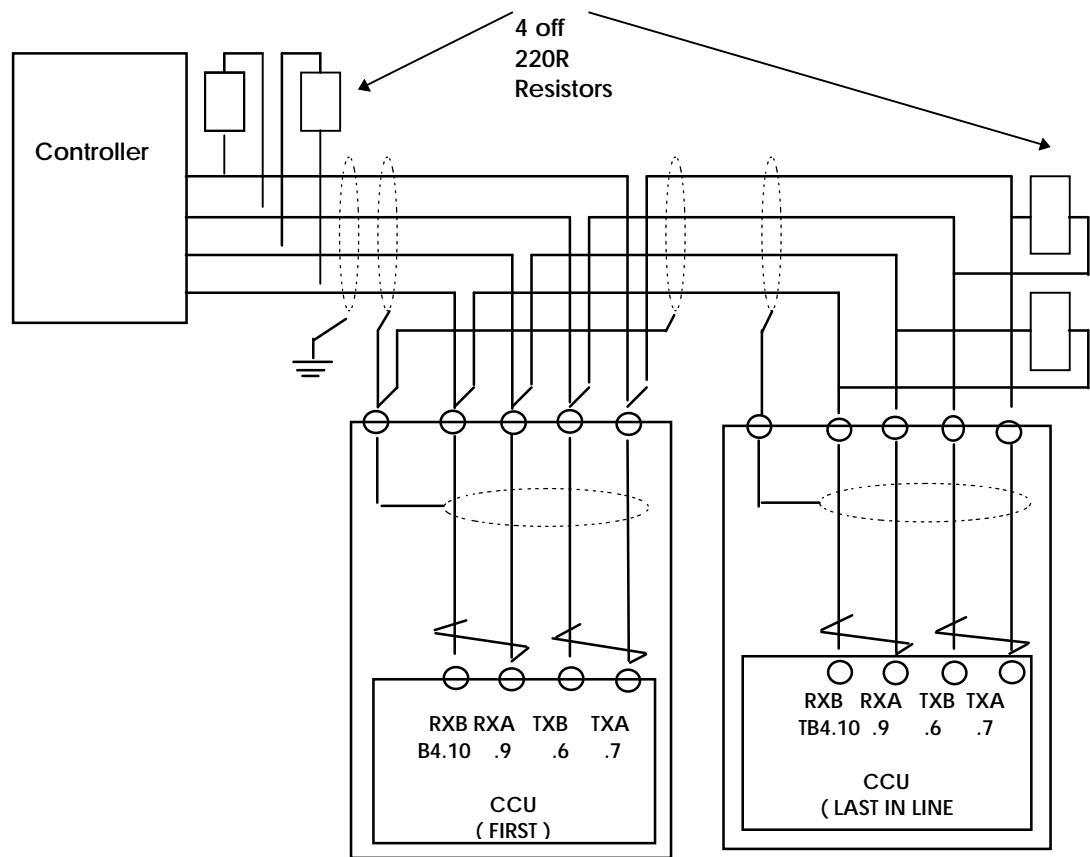 4 off
220R
Resistors
Controller
RXB RXA TXB TXA
B4.10 .9 .6 .7
CCU
( FIRST )
RXB RXA TXB TXA
TB4.10 .9 .6 .7
CCU
( LAST IN LINE